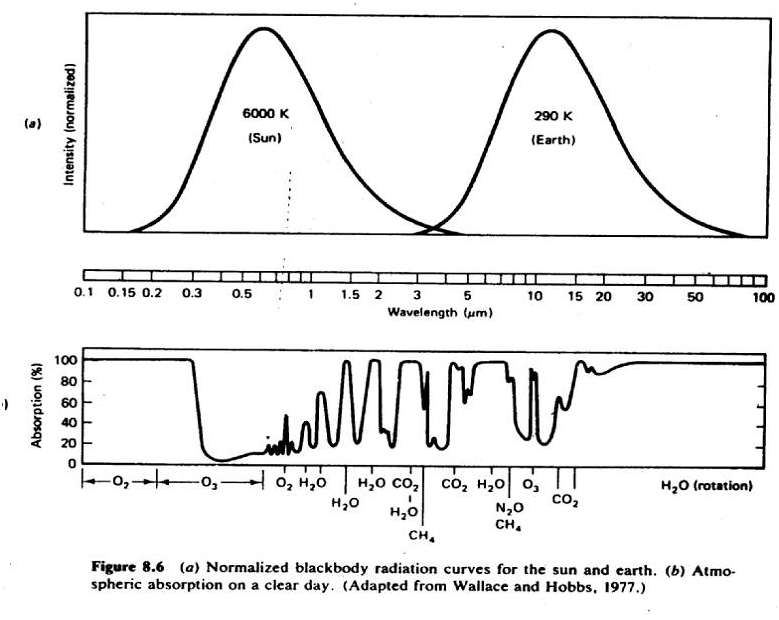 (a)
Intensity (normalized)
6000 K
(Sun)
290 K
(Earth)
0.1 0.15 0.2 0.3 0.5 1 1.5 2 3 5 10 15 20 30 50 100
Wavelength (μm)
)
Absorption (%)
100
80
60
40
20
0
O₂ O₃ O₂ H₂O H₂O CO₂ CO₂ H₂O O₃ H₂O (rotation)
H₂O H₂O N₂O CO₂
CH₄ CH₄
Figure 8.6 (a) Normalized blackbody radiation curves for the sun and earth. (b) Atmo-
spheric absorption on a clear day. (Adapted from Wallace and Hobbs, 1977.)